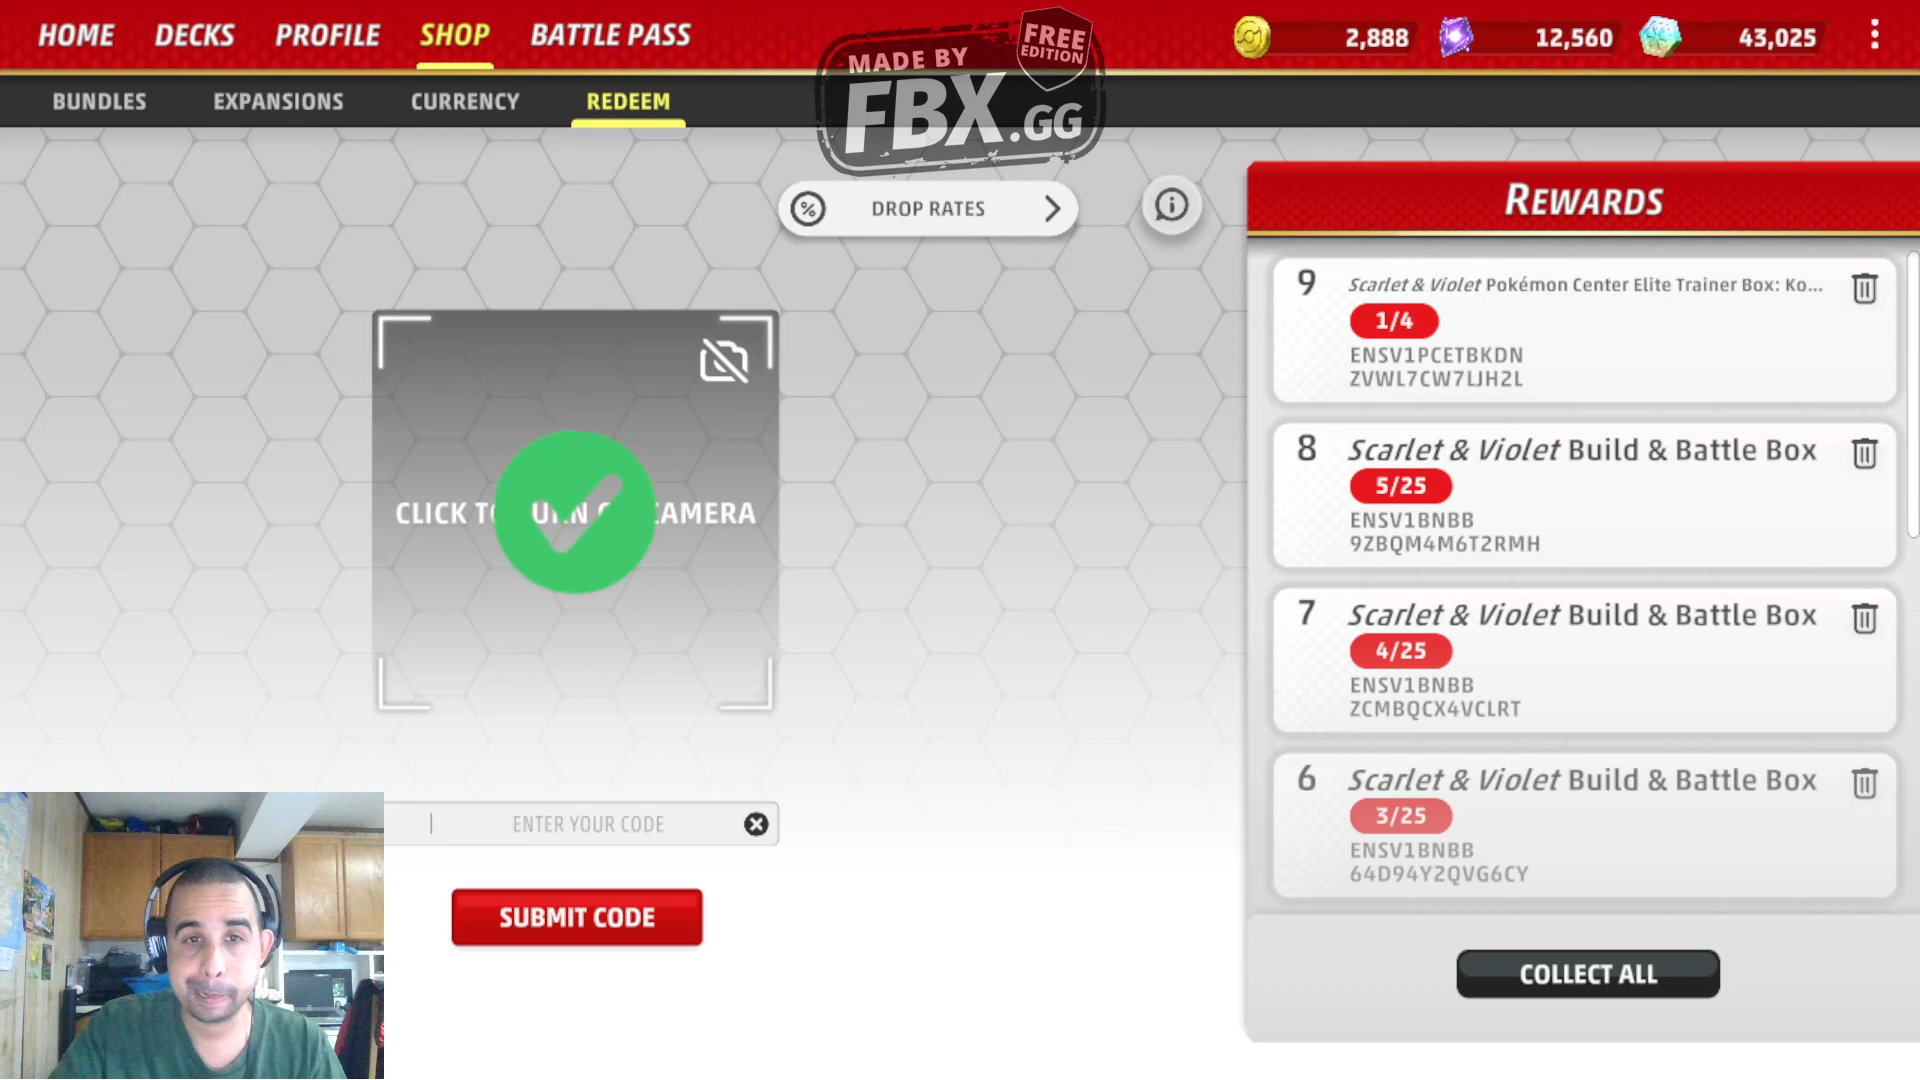 HOME DECKS PROFILE SHOP BATTLE PASS
2,888 12,560 43,025
MADE BY FREE EDITION
FBX.GG
BUNDLES EXPANSIONS CURRENCY REDEEM
% DROP RATES
CLICK T
URN
CAMERA
ENTER YOUR CODE
SUBMIT CODE
REWARDS
9 Scarlet & Violet Pokémon Center Elite Trainer Box: Ko...
1/4
ENSV1PCETBKDN
ZVWL7CW7LJH2L
8 Scarlet & Violet Build & Battle Box
5/25
ENSV1BNBB
9ZBQM4M6T2RMH
7 Scarlet & Violet Build & Battle Box
4/25
ENSV1BNBB
ZCMBQCX4VCLRT
6 Scarlet & Violet Build & Battle Box
3/25
ENSV1BNBB
64D94Y2QVG6CY
COLLECT ALL